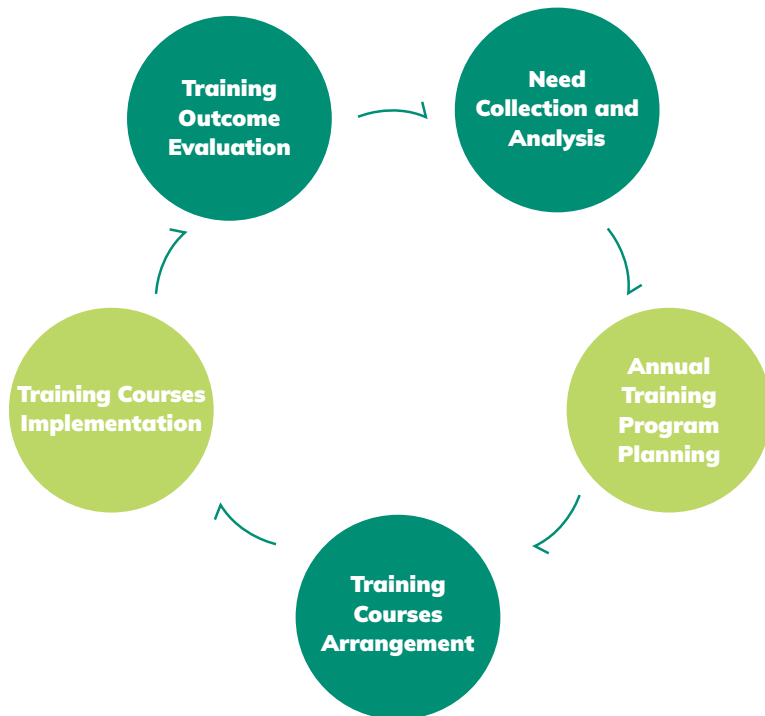 Training
Outcome
Evaluation
Need
Collection and
Analysis
Annual
Training
Program
Planning
Training Courses
Implementation
Training
Courses
Arrangement